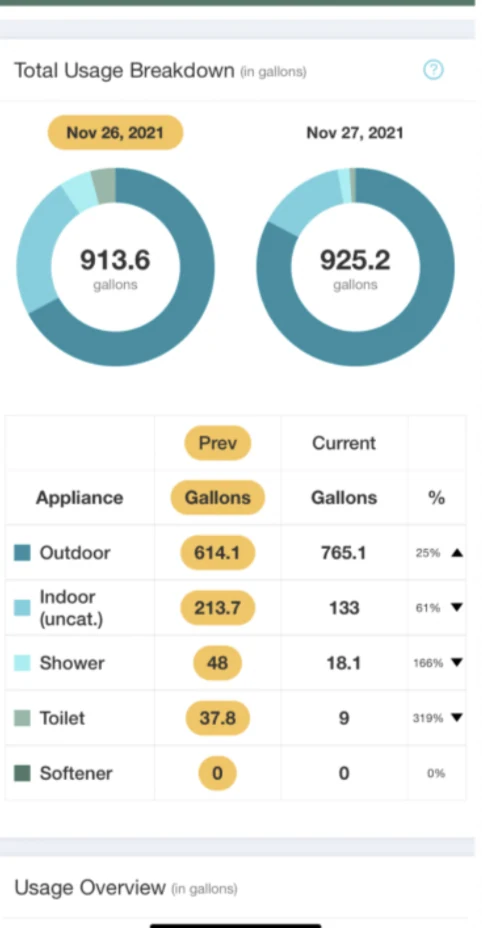 Total Usage Breakdown (in gallons) ?
Nov 26, 2021 Nov 27, 2021
913.6 925.2
gallons gallons
Prev Current
Appliance Gallons Gallons %
Outdoor 614.1 765.1 25% ▲
Indoor
(uncat.) 213.7 133 61% ▼
Shower 48 18.1 166% ▼
Toilet 37.8 9 319% ▼
Softener 0 0 0%
Usage Overview (in gallons)